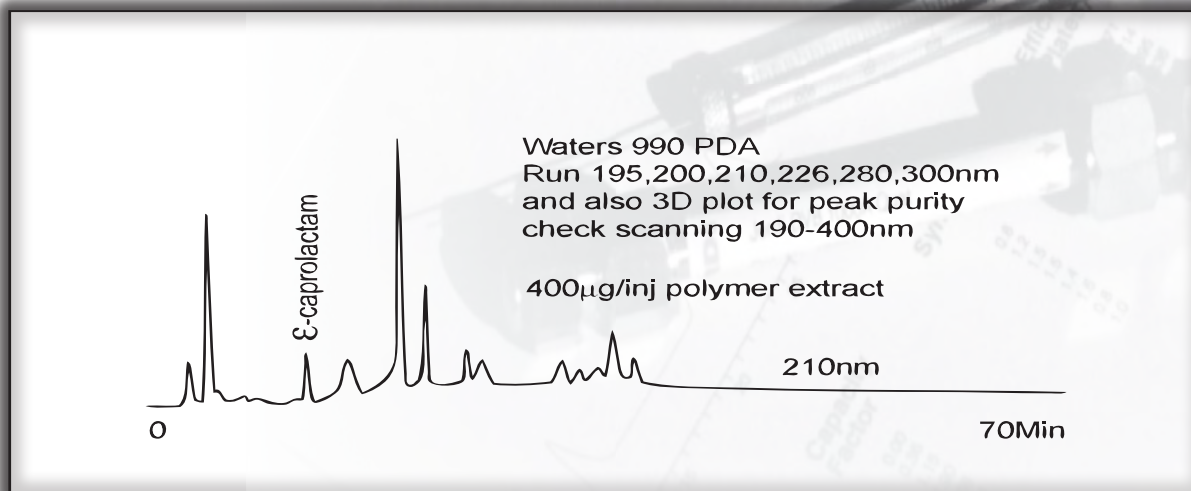 Waters 990 PDA
Run 195,200,210,226,280,300nm
and also 3D plot for peak purity
check scanning 190-400nm
ε-caprolactam
400µg/inj polymer extract
210nm
0
70Min